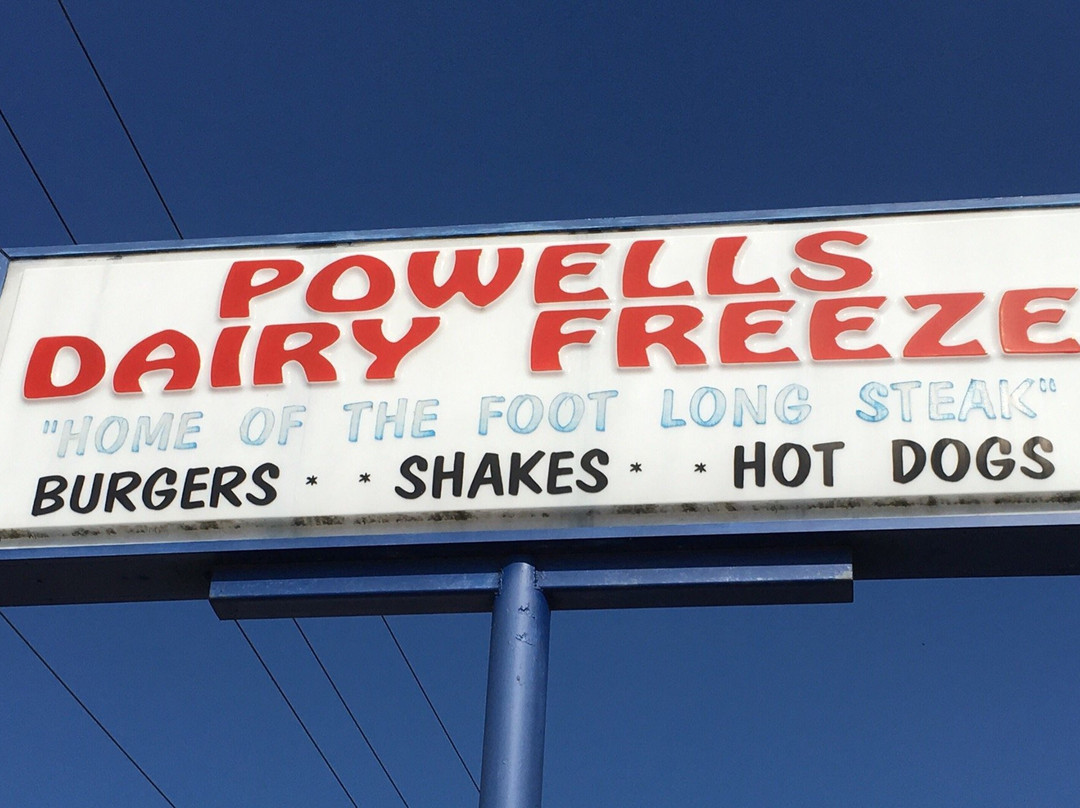 POWELLS
DAIRY FREEZE
"HOME OF THE FOOT LONG STEAK"
BURGERS * * SHAKES * * HOT DOGS